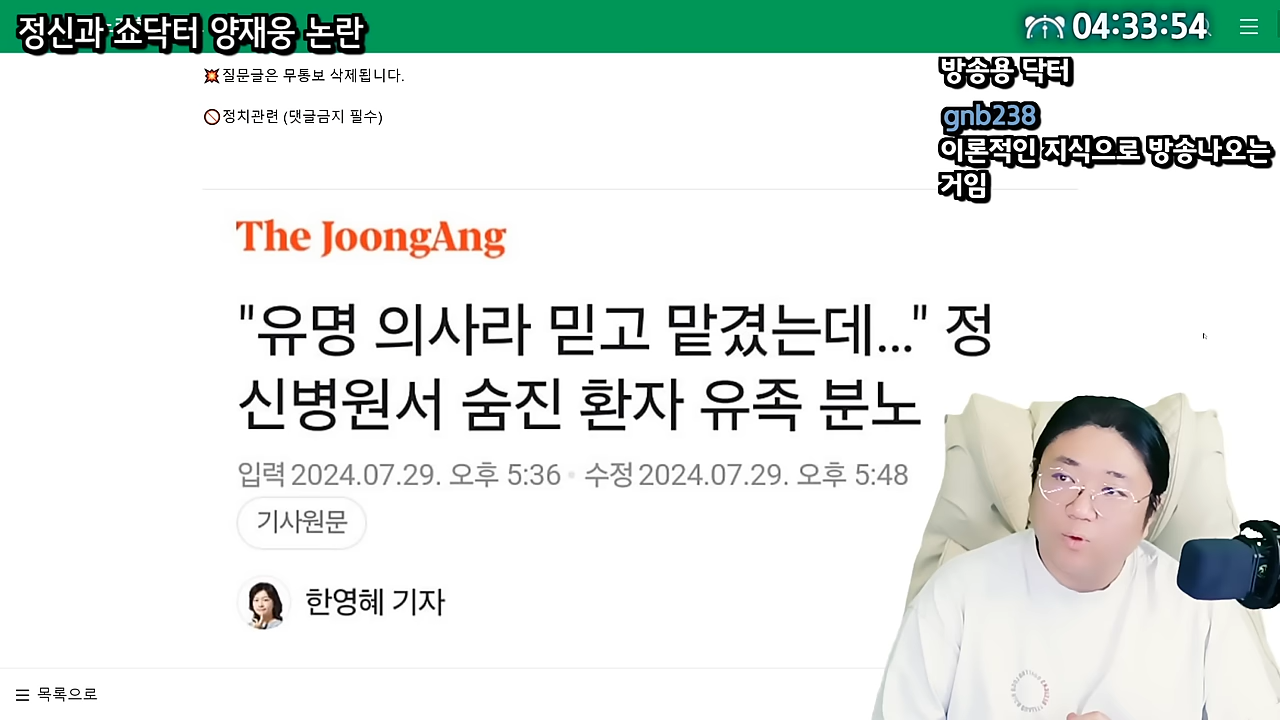 정신과 쇼닥터 양재웅 논란
04:33:54
💥질문글은 무통보 삭제됩니다.
🚫정치관련 (댓글금지 필수)
방송용 닥터
gnb238
이론적인 지식으로 방송나오는
거임
The JoongAng
"유명 의사라 믿고 맡겼는데..." 정
신병원서 숨진 환자 유족 분노
입력 2024.07.29. 오후 5:36 • 수정 2024.07.29. 오후 5:48
기사원문
한영혜 기자
☰ 목록으로